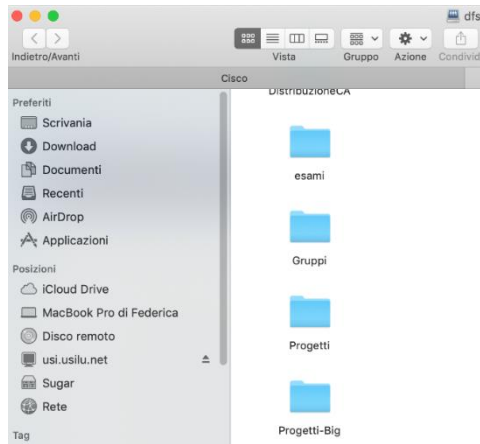 dfs
Indietro/Avanti Vista Gruppo Azione Condivid
Cisco
Preferiti
Scrivania
Download
Documenti
Recenti
AirDrop
Applicazioni
Posizioni
iCloud Drive
MacBook Pro di Federica
Disco remoto
usi.usilu.net
Sugar
Rete
Tag
DistribuzioneCA
esami
Gruppi
Progetti
Progetti-Big